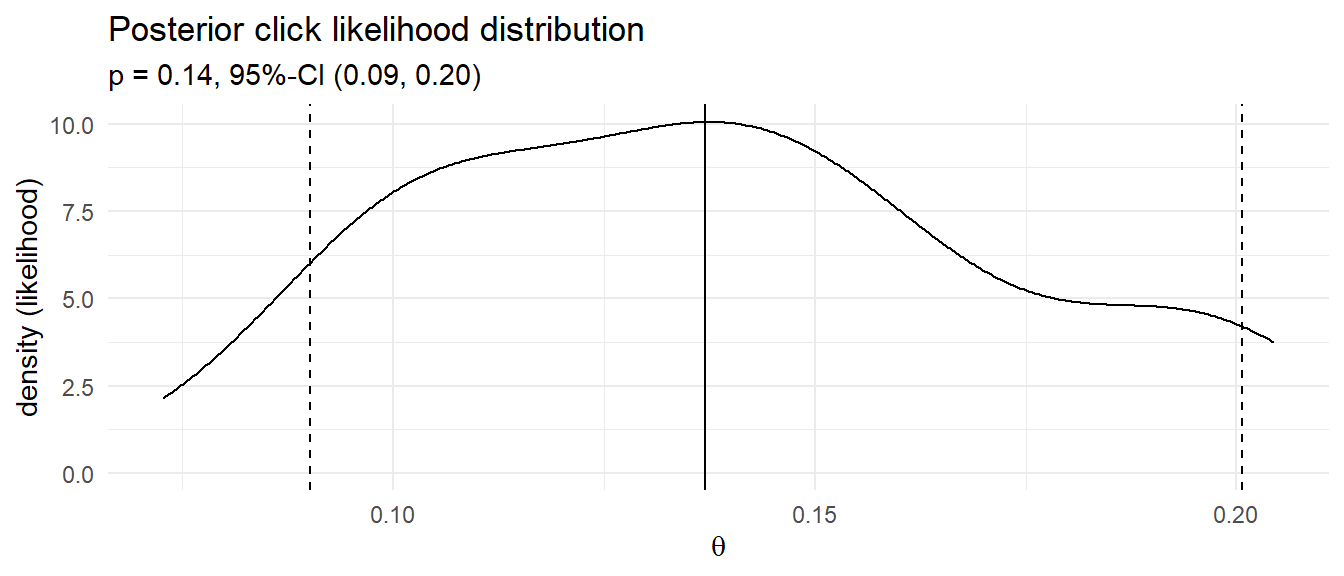 Posterior click likelihood distribution
p = 0.14, 95%-CI (0.09, 0.20)
density (likelihood)
10.0
7.5
5.0
2.5
0.0
0.10
0.15
0.20
θ